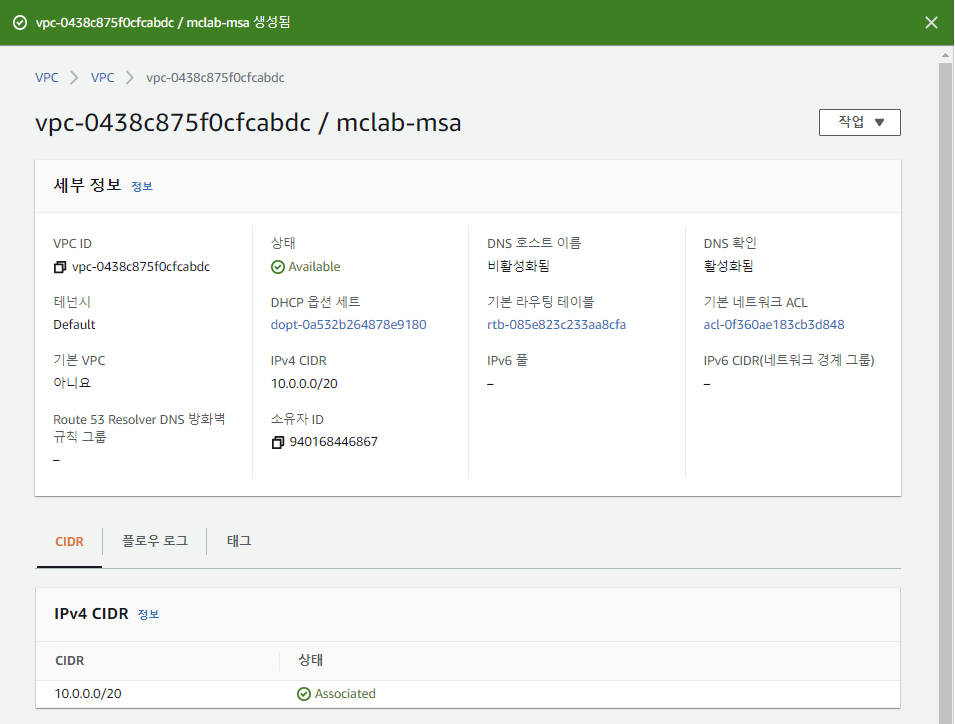 vpc-0438c875f0cfcabdc / mclab-msa 생성됨
VPC > VPC > vpc-0438c875f0cfcabdc
vpc-0438c875f0cfcabdc / mclab-msa
작업 ▼
세부 정보 정보
VPC ID
vpc-0438c875f0cfcabdc
상태
Available
DNS 호스트 이름
비활성화됨
DNS 확인
활성화됨
테넌시
Default
DHCP 옵션 세트
dopt-0a532b264878e9180
기본 라우팅 테이블
rtb-085e823c233aa8cfa
기본 네트워크 ACL
acl-0f360ae183cb3d848
기본 VPC
아니요
IPv4 CIDR
10.0.0.0/20
IPv6 풀
–
IPv6 CIDR(네트워크 경계 그룹)
–
Route 53 Resolver DNS 방화벽
규칙 그룹
–
소유자 ID
940168446867
CIDR 플로우 로그 태그
IPv4 CIDR 정보
CIDR 상태
10.0.0.0/20 Associated